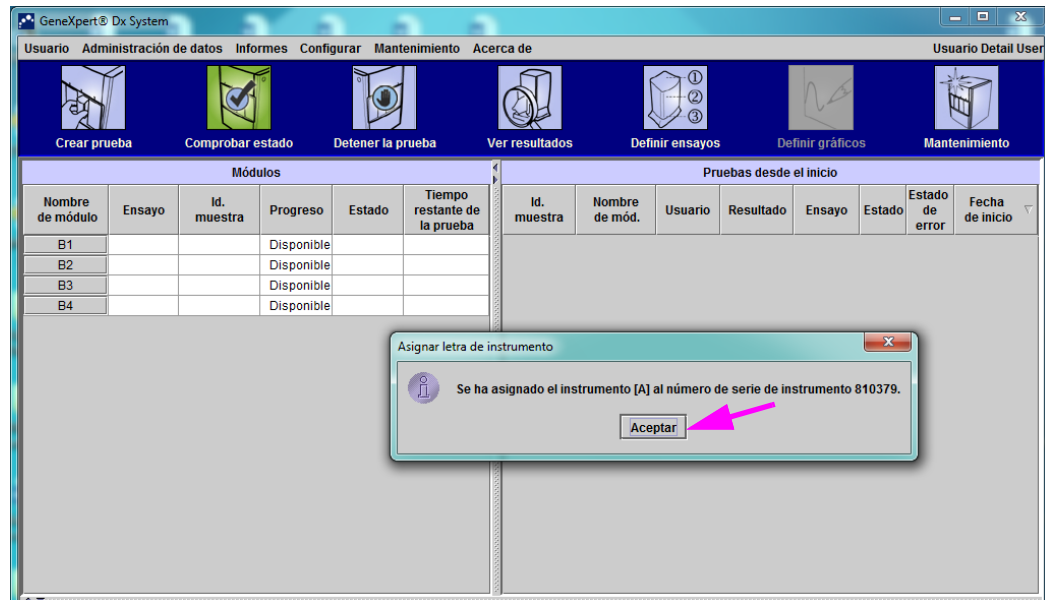 GeneXpert® Dx System
Usuario Administración de datos Informes Configurar Mantenimiento Acerca de Usuario Detail User
Crear prueba Comprobar estado Detener la prueba Ver resultados Definir ensayos Definir gráficos Mantenimiento
1
2
3
Módulos
Nombre de módulo Ensayo Id. muestra Progreso Estado Tiempo restante de la prueba
B1 Disponible
B2 Disponible
B3 Disponible
B4 Disponible
Pruebas desde el inicio
Id. muestra Nombre de mód. Usuario Resultado Ensayo Estado Estado de error Fecha de inicio
Asignar letra de instrumento
Se ha asignado el instrumento [A] al número de serie de instrumento 810379.
Aceptar